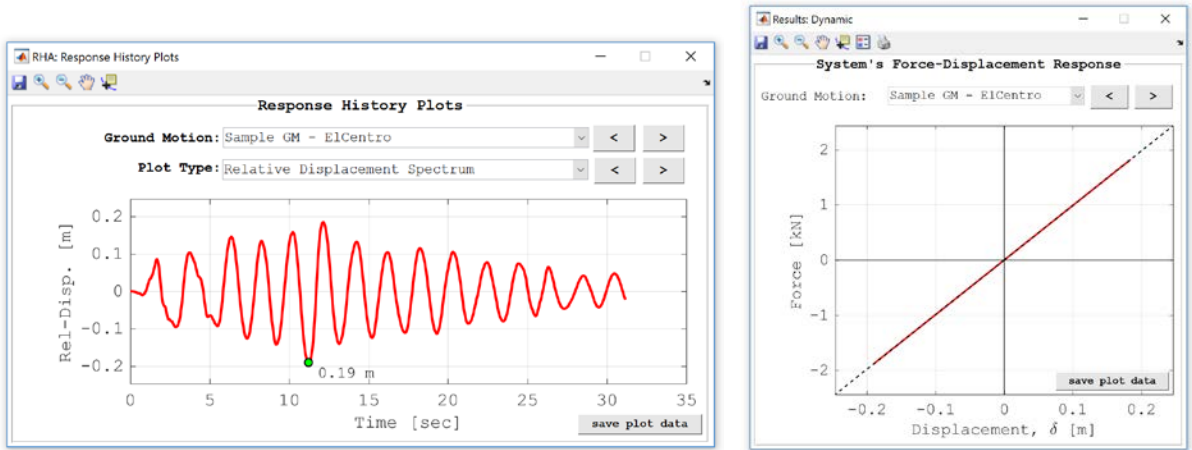 RHA: Response History Plots
Response History Plots
Ground Motion: Sample GM - ElCentro < >
Plot Type: Relative Displacement Spectrum < >
Rel-Disp. [m]
0.2
0.1
0
-0.1
-0.2
0.19 m
0 5 10 15 20 25 30 35
Time [sec]
save plot data
Results: Dynamic
System's Force-Displacement Response
Ground Motion: Sample GM - ElCentro < >
Force [kN]
2
1
0
-1
-2
save plot data
-0.2 -0.1 0 0.1 0.2
Displacement, δ [m]